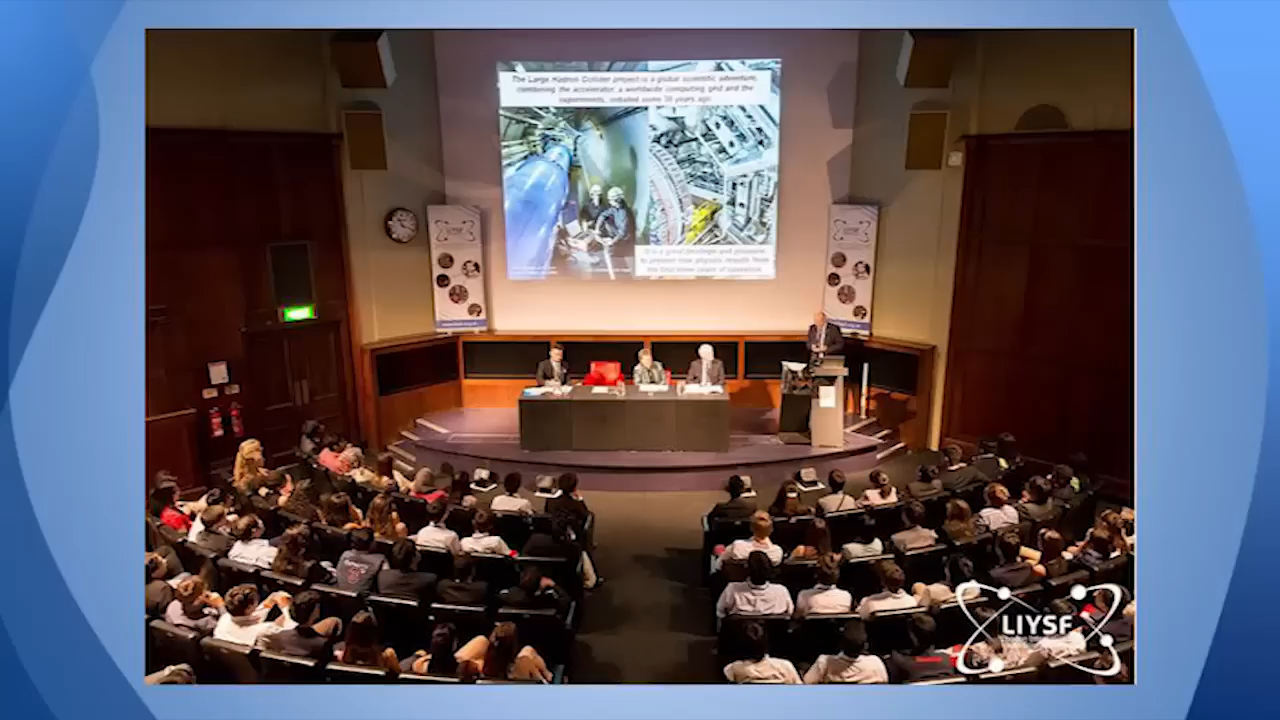 The Large Hadron Collider project is a global scientific adventure,
combining the accelerator, a worldwide computing grid and the
experiments, initiated some 30 years ago
It is a great privilege and pleasure
to present new physics results from
the first three years of operation
LIYSF
LIYSF
LIYSF